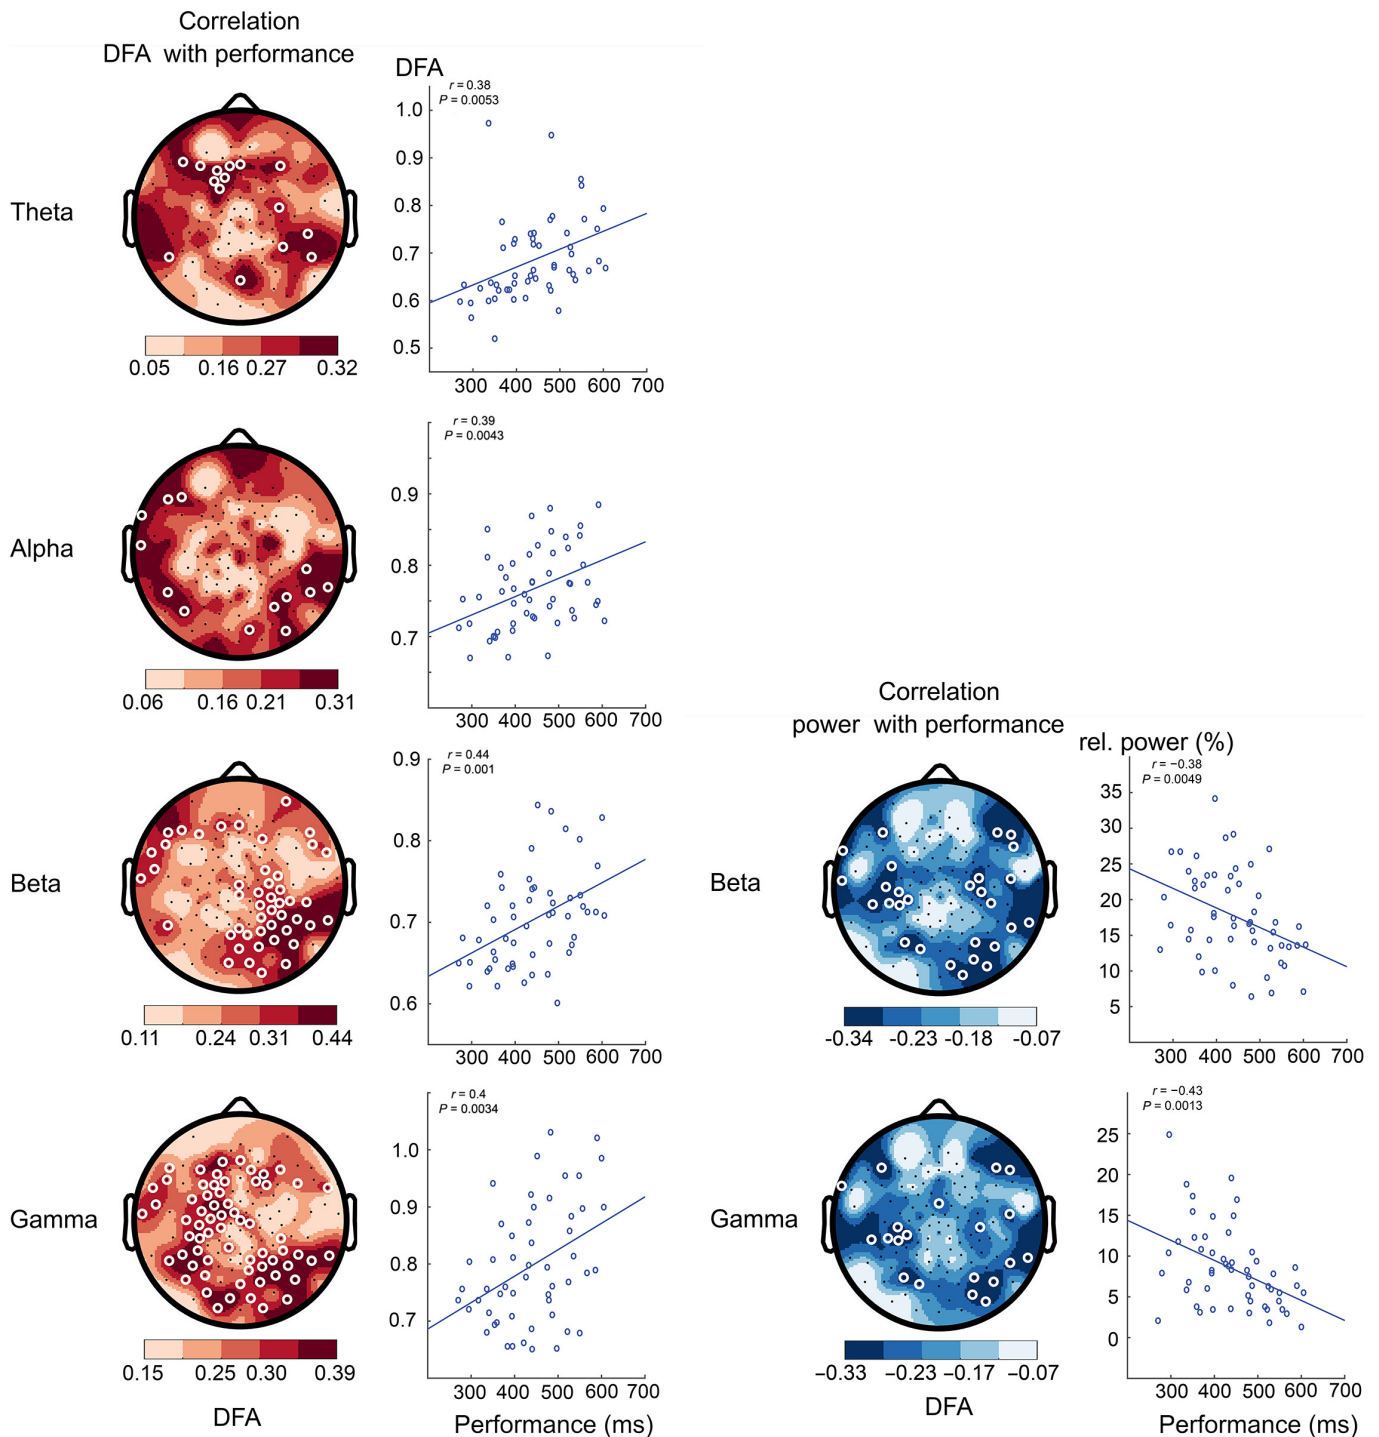 Correlation
DFA with performance
DFA
r = 0.38
P = 0.0053
Theta
1.0
0.9
0.8
0.7
0.6
0.5
0.05 0.16 0.27 0.32
300 400 500 600 700
r = 0.39
P = 0.0043
Alpha
0.9
0.8
0.7
0.06 0.16 0.21 0.31
300 400 500 600 700
Correlation
power with performance
rel. power (%)
r = 0.44
P = 0.001
Beta
0.9
0.8
0.7
0.6
0.11 0.24 0.31 0.44
300 400 500 600 700
r = −0.38
P = 0.0049
Beta
35
30
25
20
15
10
5
−0.34 −0.23 −0.18 −0.07
300 400 500 600 700
r = 0.4
P = 0.0034
Gamma
1.0
0.9
0.8
0.7
0.15 0.25 0.30 0.39
300 400 500 600 700
DFA
Performance (ms)
r = −0.43
P = 0.0013
Gamma
25
20
15
10
5
0
−0.33 −0.23 −0.17 −0.07
300 400 500 600 700
DFA
Performance (ms)